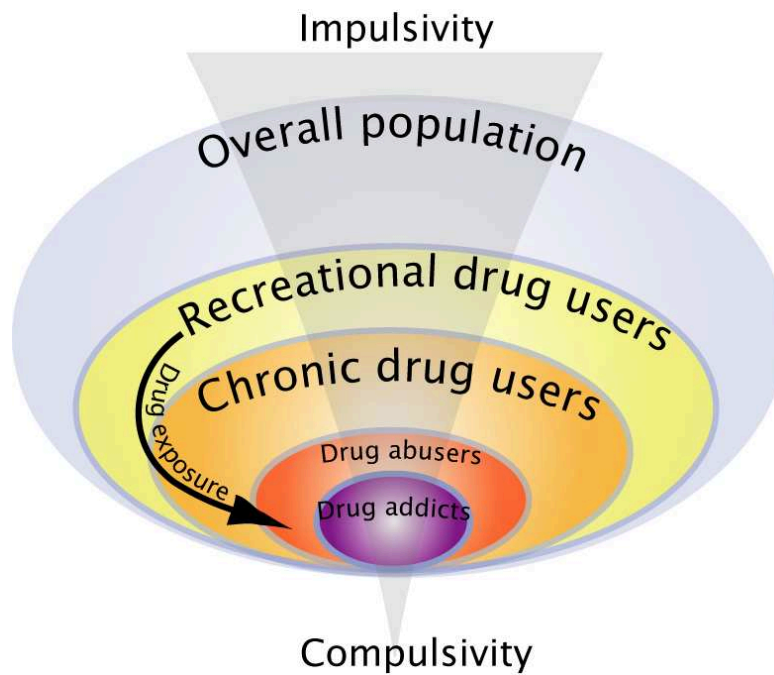 Impulsivity
Overall population
Recreational drug users
Chronic drug users
Drug exposure
Drug abusers
Drug addicts
Compulsivity